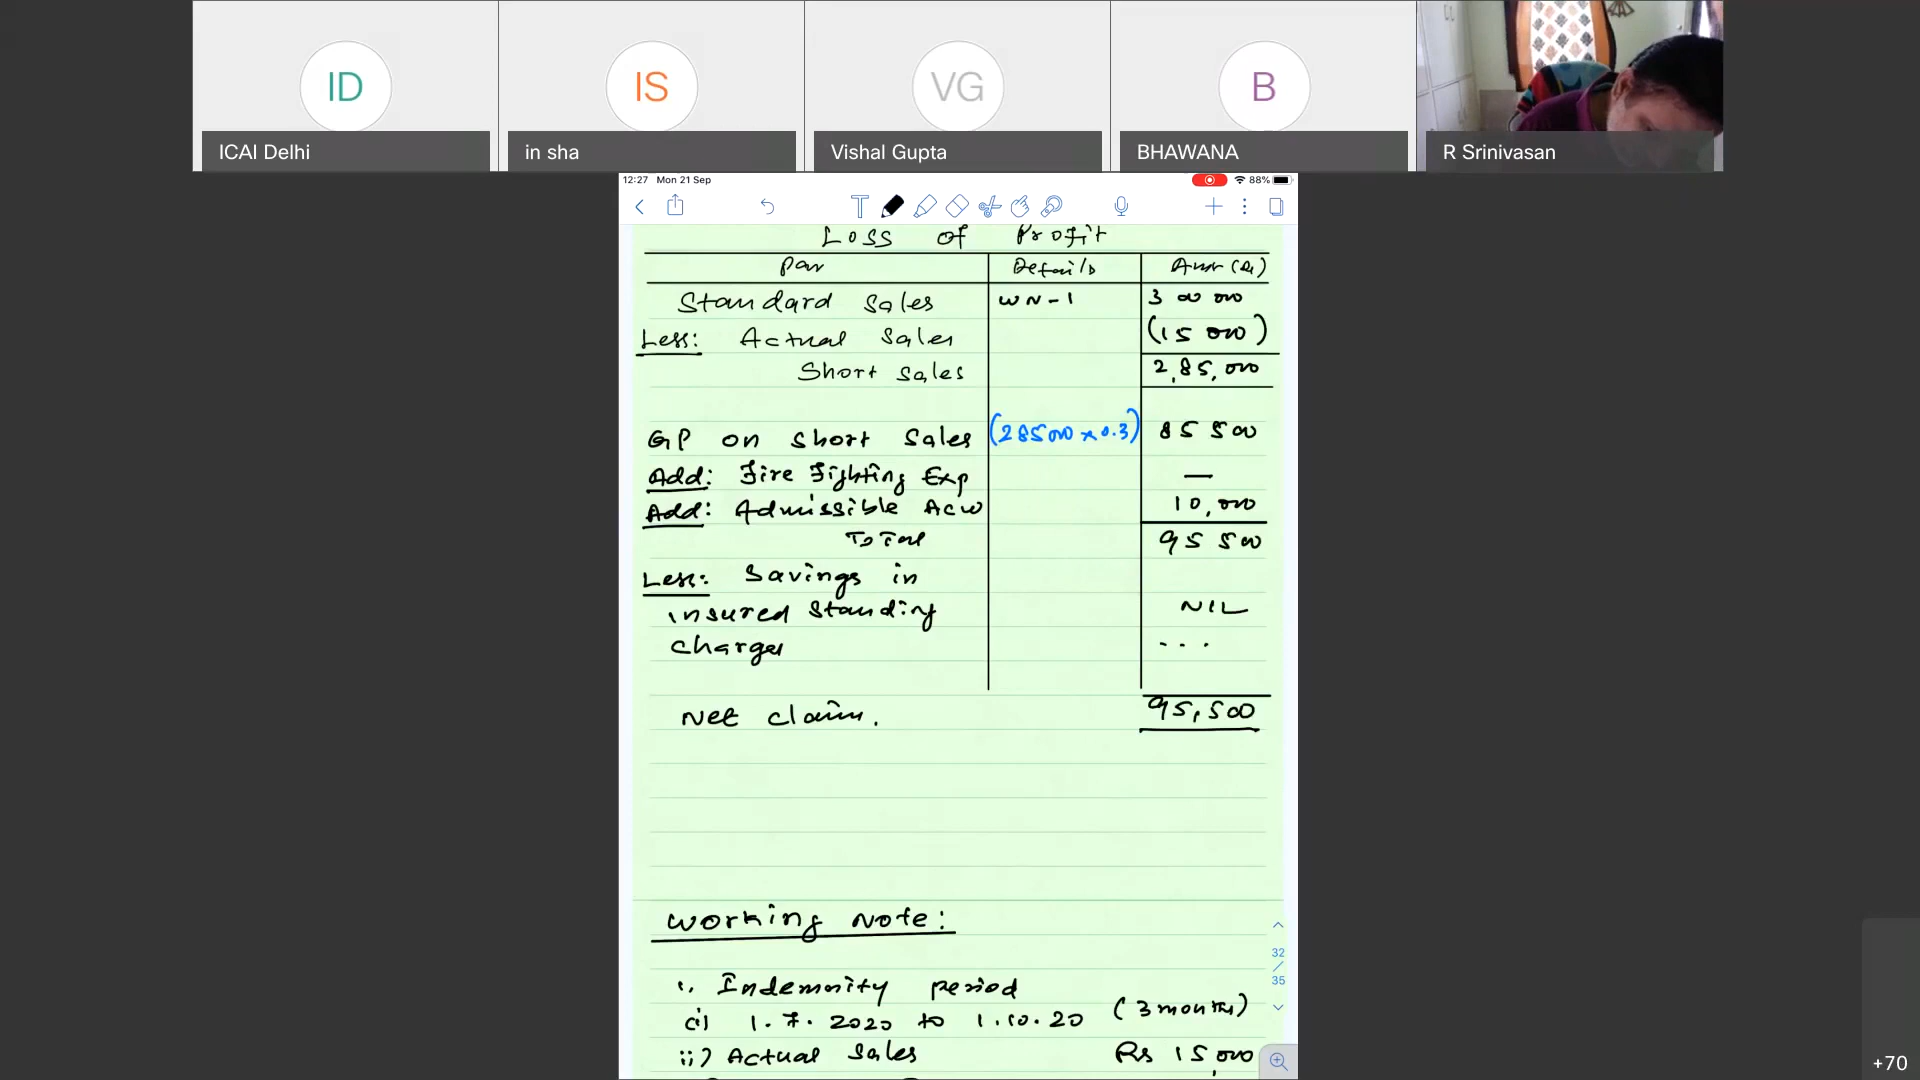 ID
IS
VG
B
ICAI Delhi
in sha
Vishal Gupta
BHAWANA
R Srinivasan
12:27 Mon 21 Sep
88%
T
Loss of Profit
Par Details Amt (Rs)
Standard Sales WN-1 3 00 000
Less: Actual Sales (15 000)
Short Sales 2,85,000
GP on Short Sales (285000 x 0.3) 85 500
Add: Fire Fighting Exp —
Add: Admissible ACW 10,000
Total 95 500
Less: Savings in
insured Standing NIL
Charges ...
Net Claim. 95,500
Working Note:
1. Indemnity period
(i) 1.7.2020 to 1.10.20 (3 months)
ii) Actual Sales Rs 15,000
32
/
35
+70